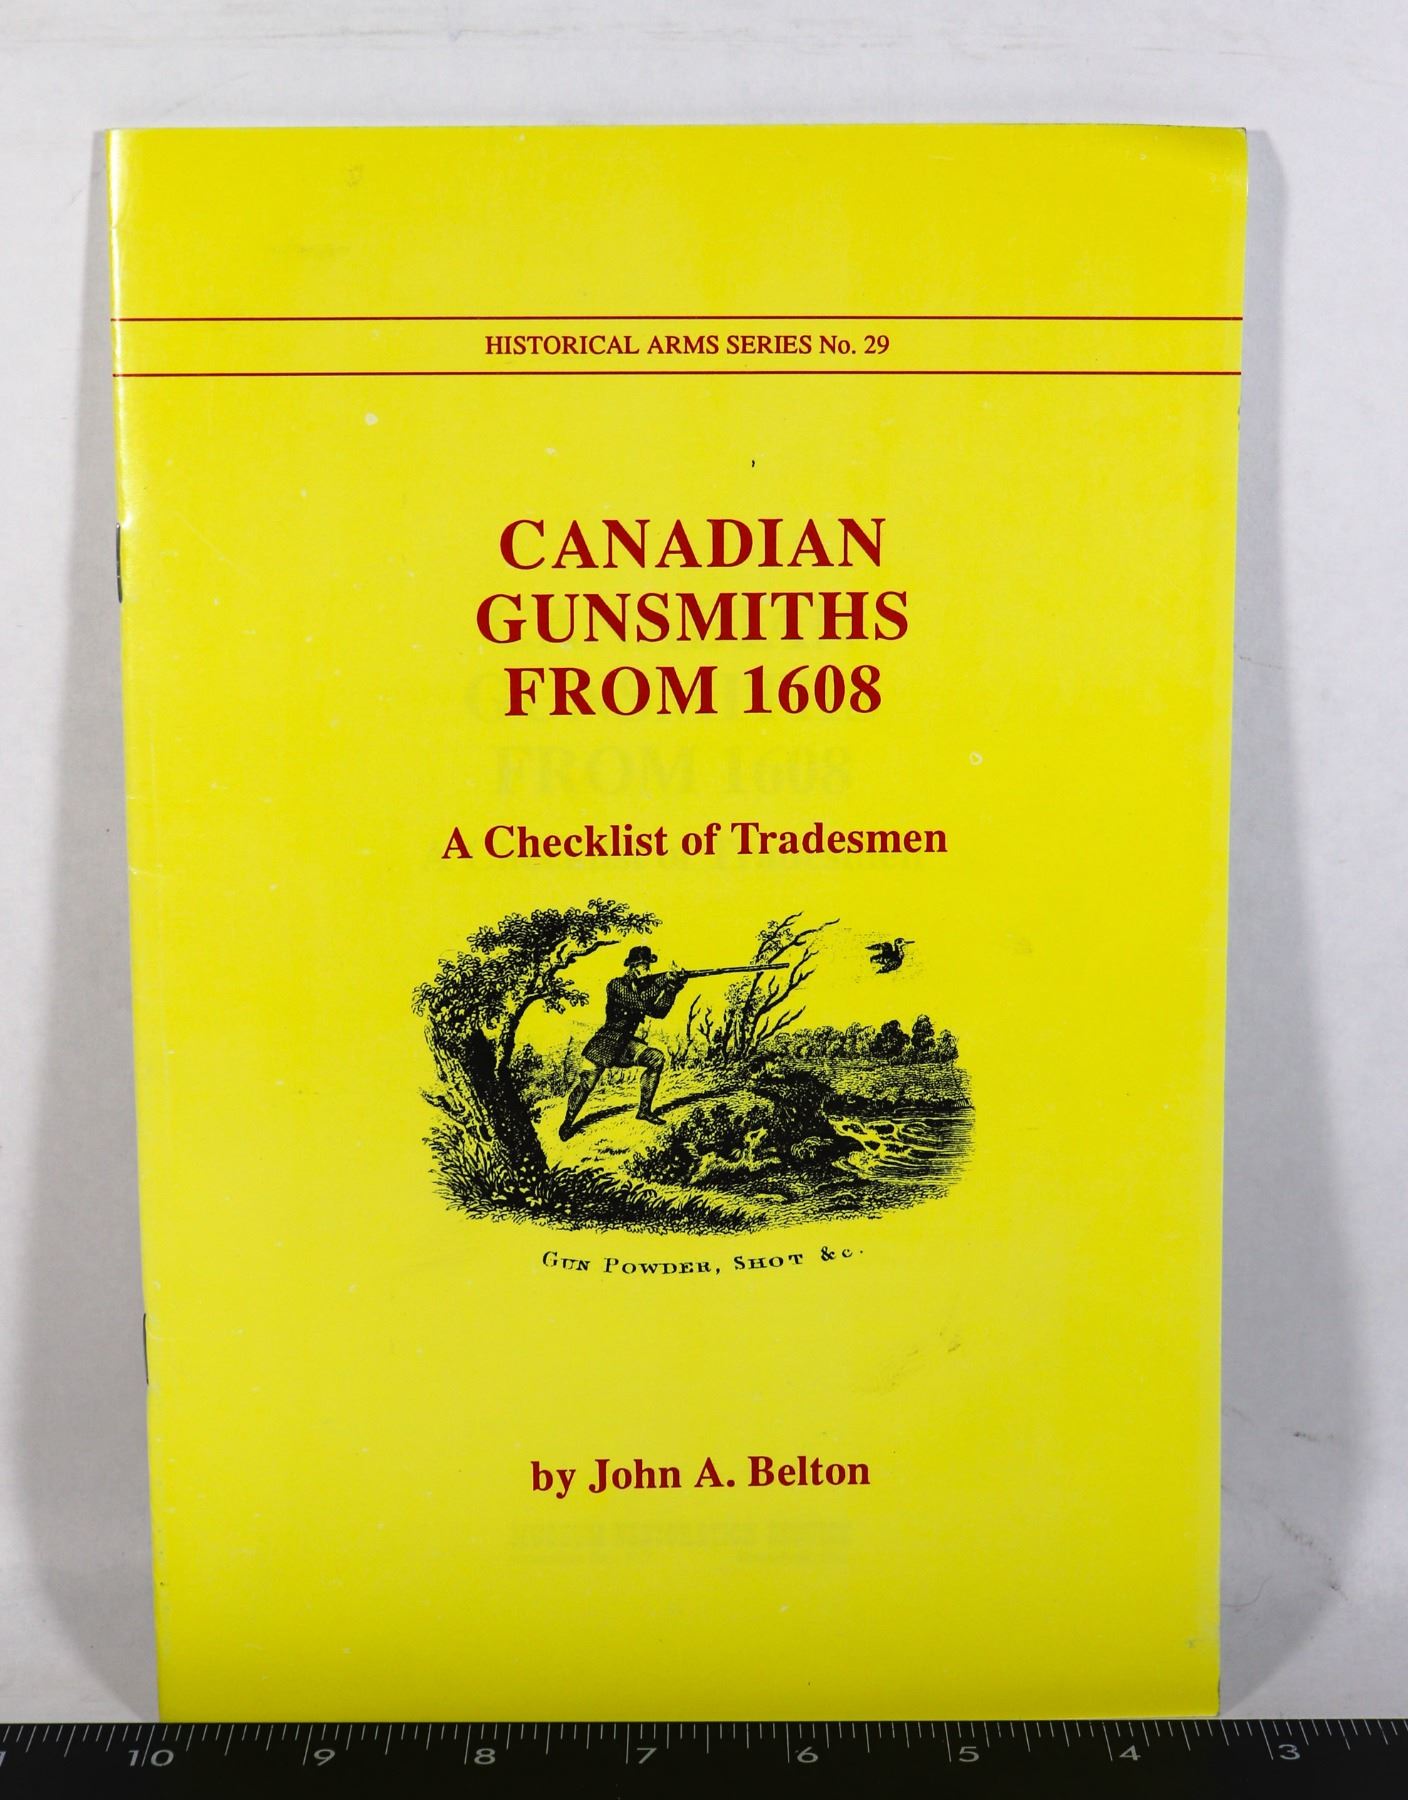 HISTORICAL ARMS SERIES No. 29
CANADIAN
GUNSMITHS
FROM 1608
A Checklist of Tradesmen
GUN POWDER, SHOT &c.
by John A. Belton
10 9 8 7 6 5 4 3